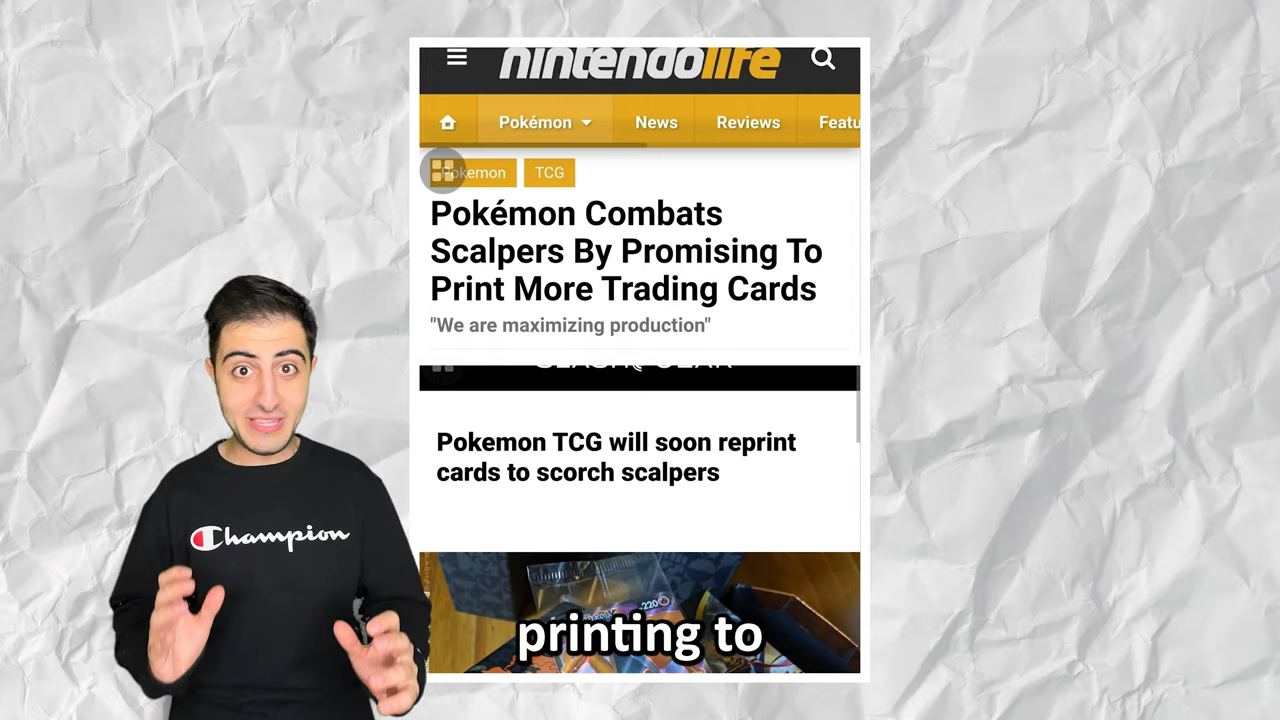 nintendolife
Pokémon
News
Reviews
Featu
Pokemon
TCG
Pokémon Combats
Scalpers By Promising To
Print More Trading Cards
"We are maximizing production"
SLASHGEAR
Pokemon TCG will soon reprint
cards to scorch scalpers
220
printing to
Champion